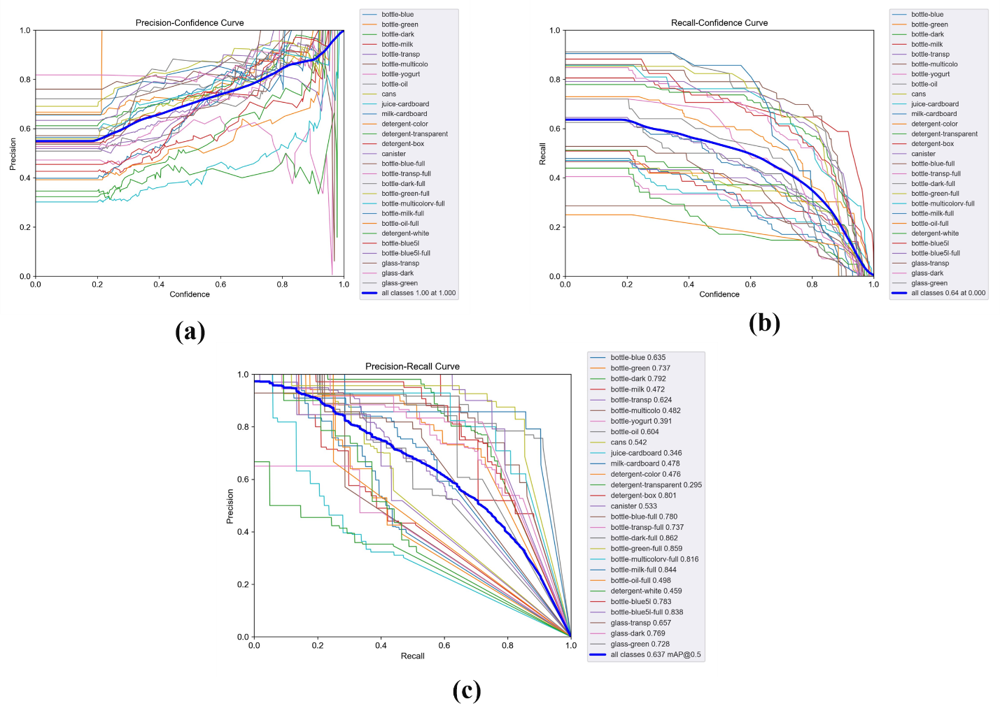 Precision-Confidence Curve
1.0
0.8
0.6
0.4
0.2
0.0
Precision
0.0 0.2 0.4 0.6 0.8 1.0
Confidence
bottle-blue
bottle-green
bottle-dark
bottle-milk
bottle-transp
bottle-multicolo
bottle-yogurt
bottle-oil
cans
juice-cardboard
milk-cardboard
detergent-color
detergent-transparent
detergent-box
canister
bottle-blue-full
bottle-transp-full
bottle-dark-full
bottle-green-full
bottle-multicolorv-full
bottle-milk-full
bottle-oil-full
detergent-white
bottle-blue5l
bottle-blue5l-full
glass-transp
glass-dark
glass-green
all classes 1.00 at 1.000
(a)
Recall-Confidence Curve
1.0
0.8
0.6
0.4
0.2
0.0
Recall
0.0 0.2 0.4 0.6 0.8 1.0
Confidence
bottle-blue
bottle-green
bottle-dark
bottle-milk
bottle-transp
bottle-multicolo
bottle-yogurt
bottle-oil
cans
juice-cardboard
milk-cardboard
detergent-color
detergent-transparent
detergent-box
canister
bottle-blue-full
bottle-transp-full
bottle-dark-full
bottle-green-full
bottle-multicolorv-full
bottle-milk-full
bottle-oil-full
detergent-white
bottle-blue5l
bottle-blue5l-full
glass-transp
glass-dark
glass-green
all classes 0.64 at 0.000
(b)
Precision-Recall Curve
1.0
0.8
0.6
0.4
0.2
0.0
Precision
0.0 0.2 0.4 0.6 0.8 1.0
Recall
bottle-blue 0.635
bottle-green 0.737
bottle-dark 0.792
bottle-milk 0.472
bottle-transp 0.624
bottle-multicolo 0.482
bottle-yogurt 0.391
bottle-oil 0.604
cans 0.542
juice-cardboard 0.346
milk-cardboard 0.478
detergent-color 0.476
detergent-transparent 0.295
detergent-box 0.801
canister 0.533
bottle-blue-full 0.780
bottle-transp-full 0.737
bottle-dark-full 0.862
bottle-green-full 0.859
bottle-multicolorv-full 0.816
bottle-milk-full 0.844
bottle-oil-full 0.498
detergent-white 0.459
bottle-blue5l 0.783
bottle-blue5l-full 0.838
glass-transp 0.657
glass-dark 0.769
glass-green 0.728
all classes 0.637 mAP@0.5
(c)